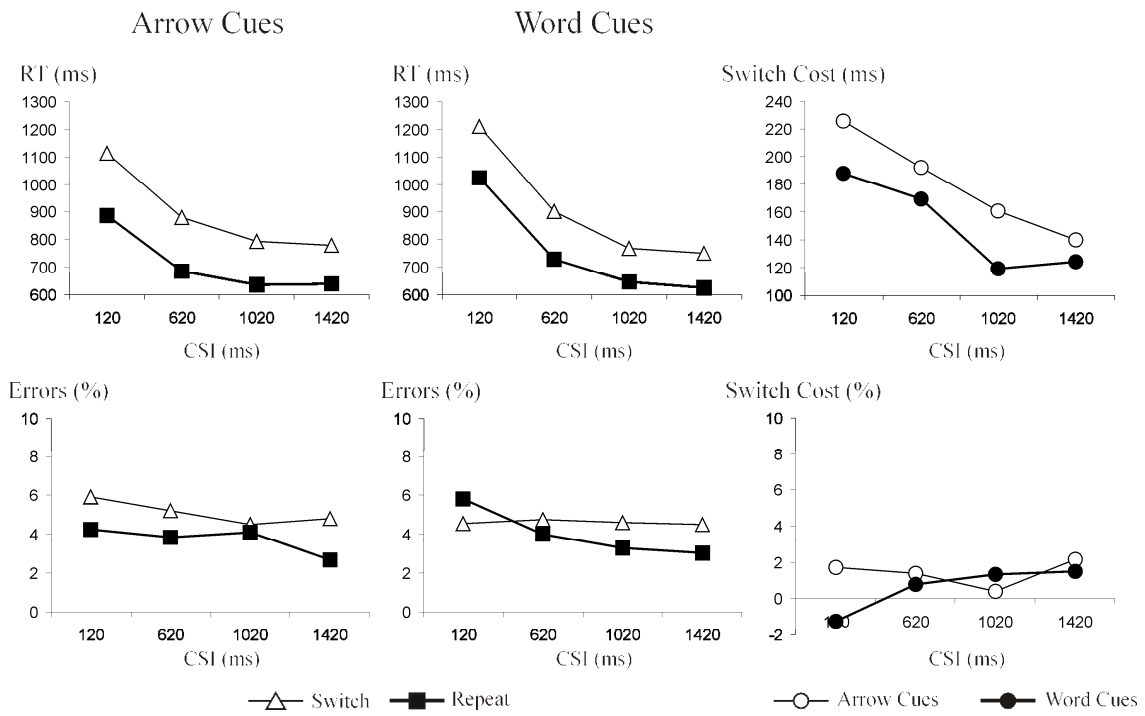 Arrow Cues
Word Cues
RT (ms)
RT (ms)
Switch Cost (ms)
1300
1200
1100
1000
900
800
700
600
120 620 1020 1420
CSI (ms)
1300
1200
1100
1000
900
800
700
600
120 620 1020 1420
CSI (ms)
240
220
200
180
160
140
120
100
120 620 1020 1420
CSI (ms)
Errors (%)
Errors (%)
Switch Cost (%)
10
8
6
4
2
0
120 620 1020 1420
CSI (ms)
10
8
6
4
2
0
120 620 1020 1420
CSI (ms)
10
8
6
4
2
0
-2
620 1020 1420
CSI (ms)
Switch Repeat
Arrow Cues Word Cues